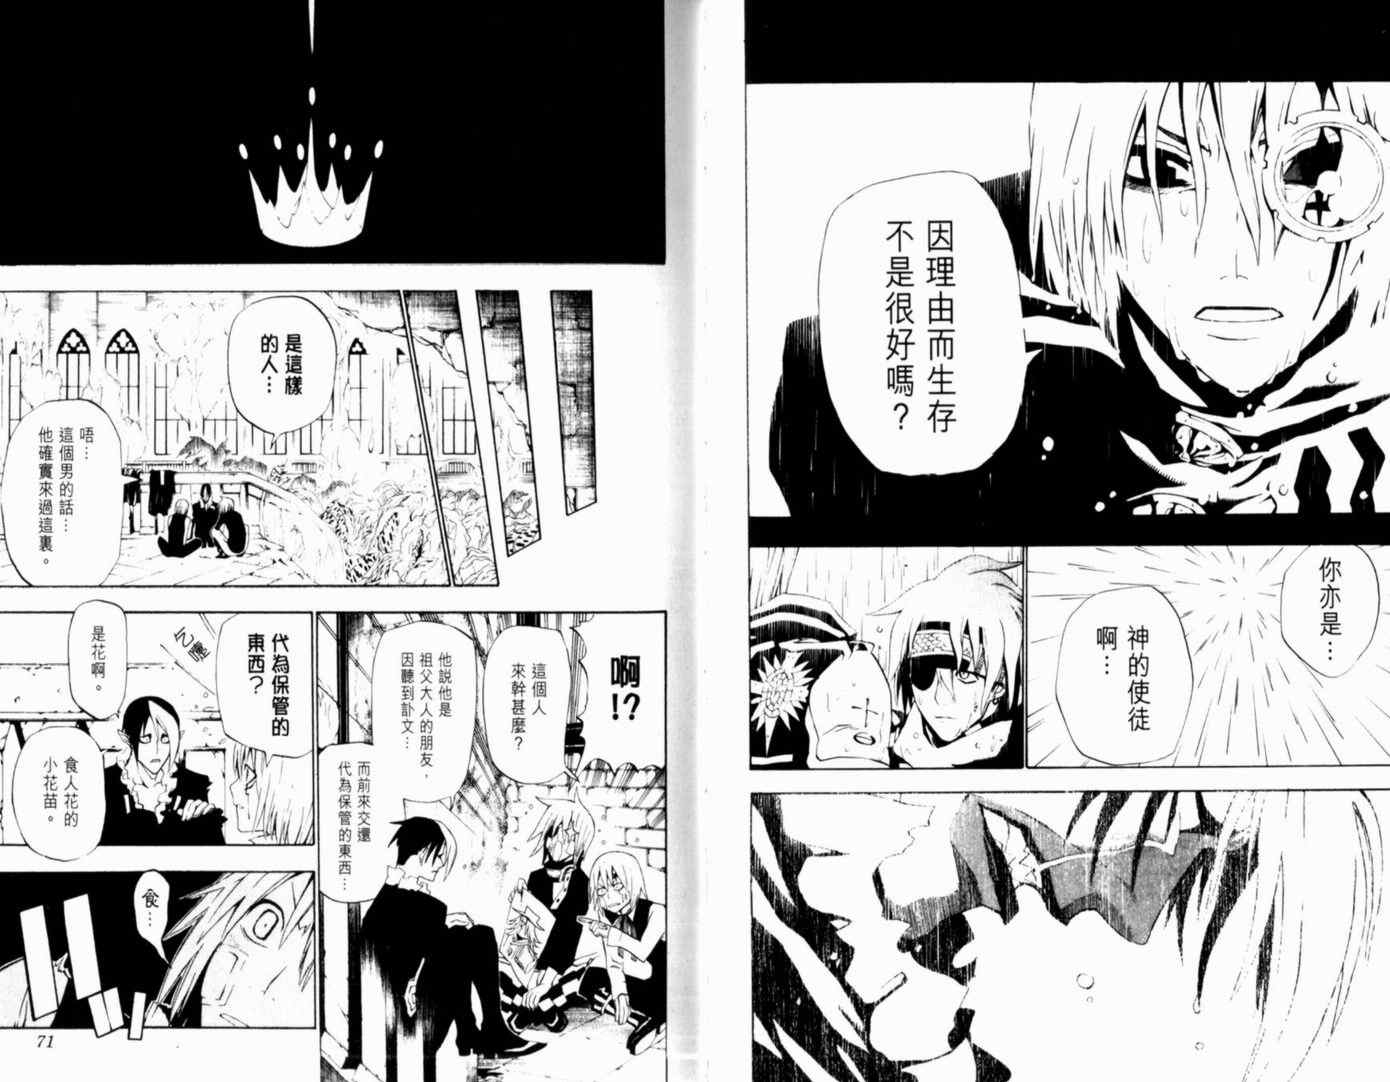 因理由而生存
不是很好嗎？
你亦是…
神的使徒
啊…
是這樣
的人…
唔…
這個男的話…
他確實來過這裏。
啊!?
這個人
來幹甚麼？
因聽到訃文…
祖父大人的朋友，
他說他是
而前來交還
代為保管的東西…
代為保管的
東西？
是花啊。
食人花的
小花苗。
食…
71